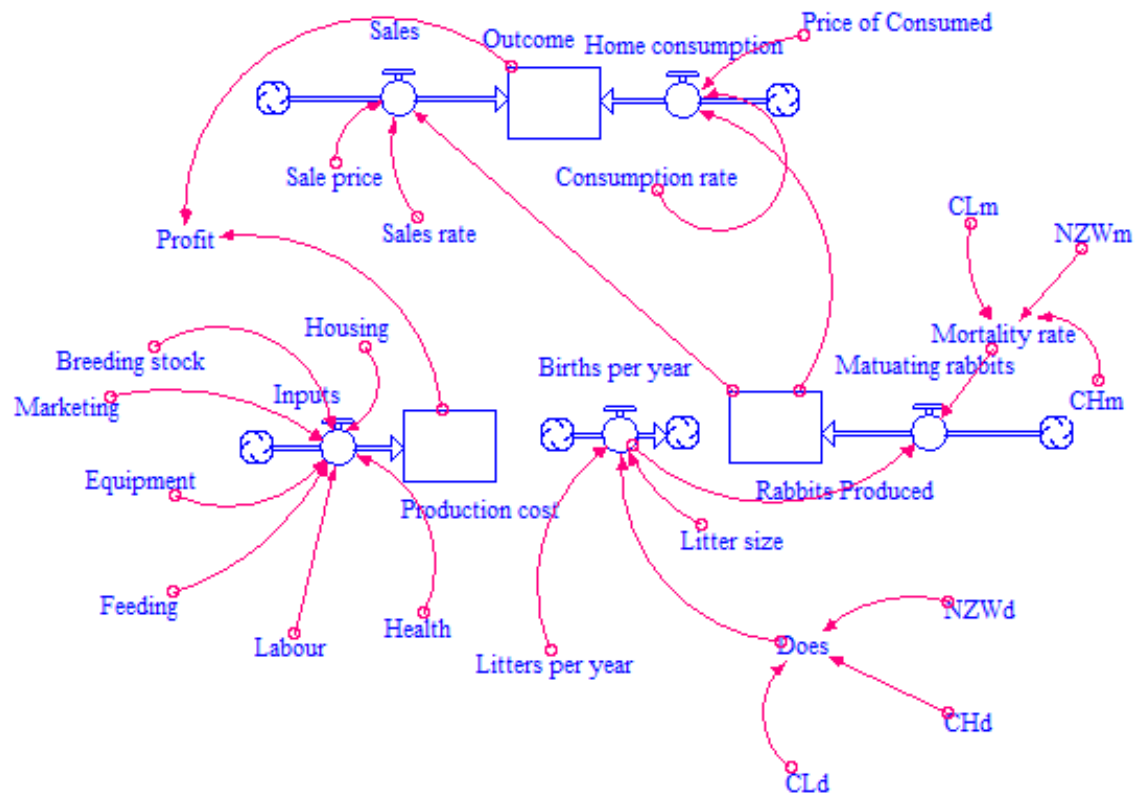 Price of Consumed
Sales
Outcome
Home consumption
Sale price
Consumption rate
Sales rate
CLm
NZWm
Profit
Housing
Mortality rate
Breeding stock
Births per year
Matuating rabbits
Marketing
Inputs
CHm
Equipment
Production cost
Rabbits Produced
Litter size
Feeding
Health
NZWd
Labour
Litters per year
Does
CHd
CLd